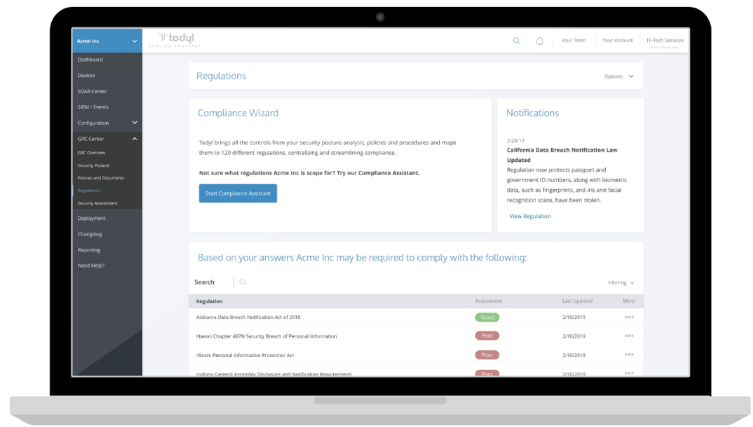 Acme Inc
todyl
SERVICE PROVIDER
Your Team
Your Account
Hi-Tech Services
Dashboard
Devices
SOAR Center
SIEM / Events
Configuration
GRC Center
GRC Overview
Security Posture
Policies and Documents
Regulations
Security Assessment
Deployment
Changelog
Reporting
Need Help?
Regulations
Options
Compliance Wizard
Todyl brings all the controls from your security posture analysis, policies and procedures and maps
them to 120 different regulations, centralizing and streamlining compliance.
Not sure what regulations Acme Inc is scope for? Try our Compliance Assistant.
Start Compliance Assistant
Notifications
2/28/19
California Data Breach Notification Law
Updated
Regulation now protects passport and
government ID numbers, along with biometric
data, such as fingerprints, and iris and facial
recognition scans, have been stolen.
View Regulation
Based on your answers Acme Inc may be required to comply with the following:
Search
Filtering
Regulation Assessment Last Updated More
Alabama Data Breach Notification Act of 2018 Good 2/10/2019
Hawaii Chapter 487N Security Breach of Personal Information Poor 2/10/2019
Illinois Personal Information Protection Act Poor 2/10/2019
Indiana General Assembly Disclosure and Notification Requirements Poor 2/10/2019